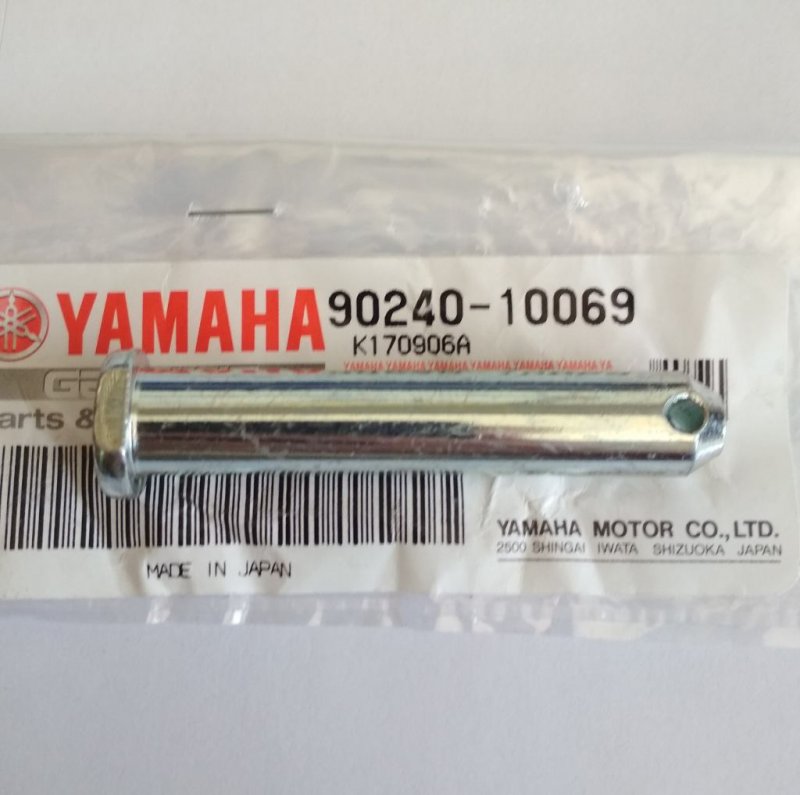 YAMAHA 90240-10069
K170906A
YAMAHA YAMAHA YAMAHA YAMAHA YAMAHA YAMAHA YA
arts &
YAMAHA MOTOR CO., LTD.
2500 SHINGAI IWATA SHIZUOKA JAPAN
MADE IN JAPAN